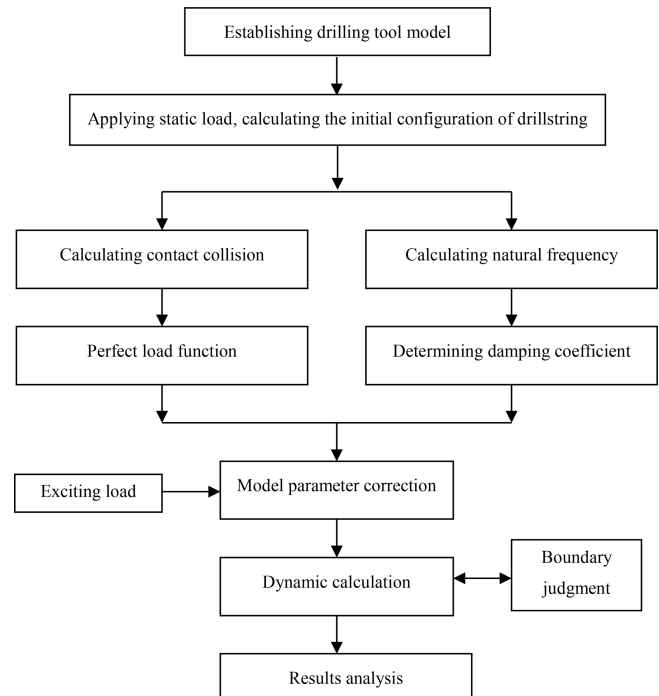 Establishing drilling tool model
Applying static load, calculating the initial configuration of drillstring
Calculating contact collision
Calculating natural frequency
Perfect load function
Determining damping coefficient
Exciting load
Model parameter correction
Dynamic calculation
Boundary
judgment
Results analysis